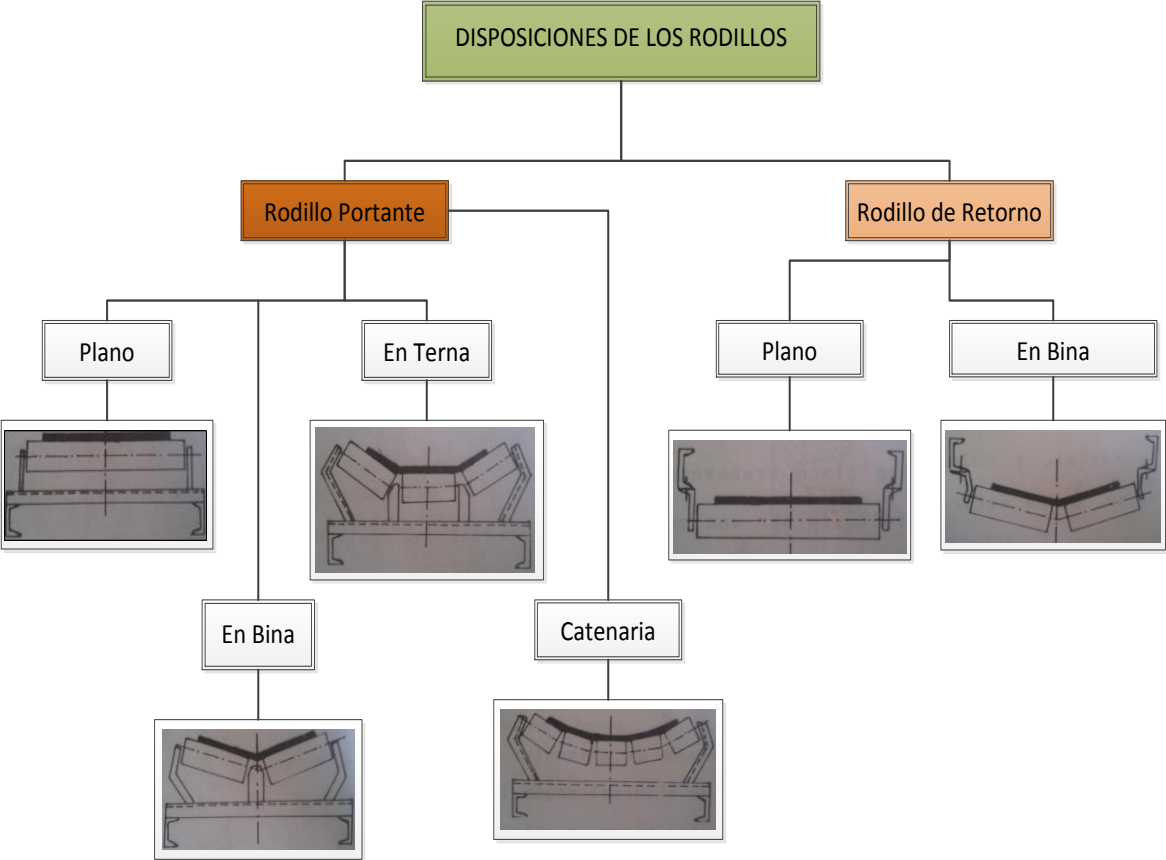 DISPOSICIONES DE LOS RODILLOS
Rodillo Portante
Rodillo de Retorno
Plano
En Terna
Plano
En Bina
En Bina
Catenaria